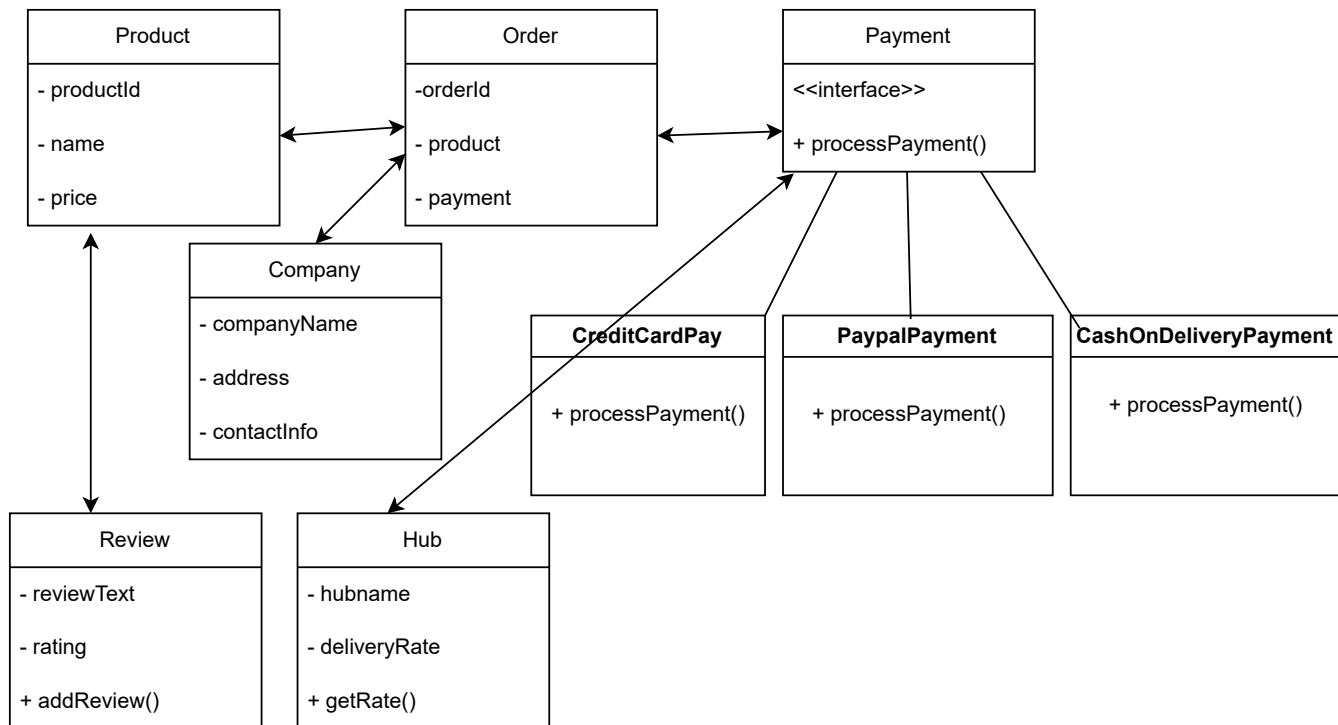 Product
- productId
- name
- price
Order
-orderId
- product
- payment
Payment
<<interface>>
+ processPayment()
Company
- companyName
- address
- contactInfo
CreditCardPay
+ processPayment()
PaypalPayment
+ processPayment()
CashOnDeliveryPayment
+ processPayment()
Review
- reviewText
- rating
+ addReview()
Hub
- hubname
- deliveryRate
+ getRate()